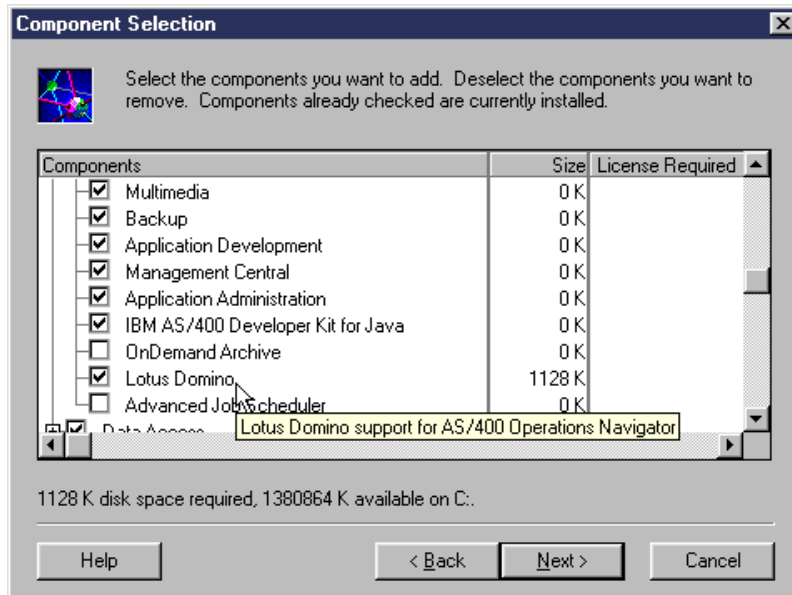 Component Selection
Select the components you want to add. Deselect the components you want to
remove. Components already checked are currently installed.
Components Size License Required
Multimedia 0 K
Backup 0 K
Application Development 0 K
Management Central 0 K
Application Administration 0 K
IBM AS/400 Developer Kit for Java 0 K
OnDemand Archive 0 K
Lotus Domino 1128 K
Advanced Job Scheduler 0 K
Data Access
Lotus Domino support for AS/400 Operations Navigator
1128 K disk space required, 1380864 K available on C:.
Help < Back Next > Cancel